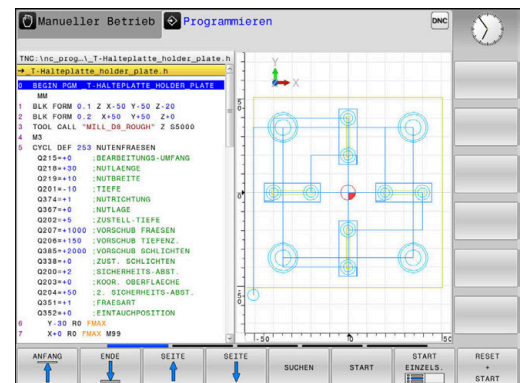 Manueller Betrieb
Programmieren
DNC
TNC:\nc_prog…\_T-Halteplatte_holder_plate.h
→_T-Halteplatte_holder_plate.h
0 BEGIN PGM _T-HALTEPLATTE_HOLDER_PLATE
MM
1 BLK FORM 0.1 Z X-50 Y-50 Z-20
2 BLK FORM 0.2 X+50 Y+50 Z+0
3 TOOL CALL "MILL_D8_ROUGH" Z S5000
4 M3
5 CYCL DEF 253 NUTENFRAESEN
Q215=+0 ;BEARBEITUNGS-UMFANG
Q218=+30 ;NUTLAENGE
Q219=+10 ;NUTBREITE
Q201=-10 ;TIEFE
Q374=+1 ;NUTRICHTUNG
Q367=+0 ;NUTLAGE
Q202=+5 ;ZUSTELL-TIEFE
Q207=+1000 ;VORSCHUB FRAESEN
Q206=+150 ;VORSCHUB TIEFENZ.
Q385=+2000 ;VORSCHUB SCHLICHTEN
Q338=+0 ;ZUST. SCHLICHTEN
Q200=+2 ;SICHERHEITS-ABST.
Q203=+0 ;KOOR. OBERFLAECHE
Q204=+50 ;2. SICHERHEITS-ABST.
Q351=+1 ;FRAESART
Q352=+0 ;EINTAUCHPOSITION
6 Y-30 R0 FMAX
7 X+0 R0 FMAX M99
Y
X
-50
0
50
ANFANG
ENDE
SEITE
SEITE
SUCHEN
START
START
EINZELS.
RESET
+
START